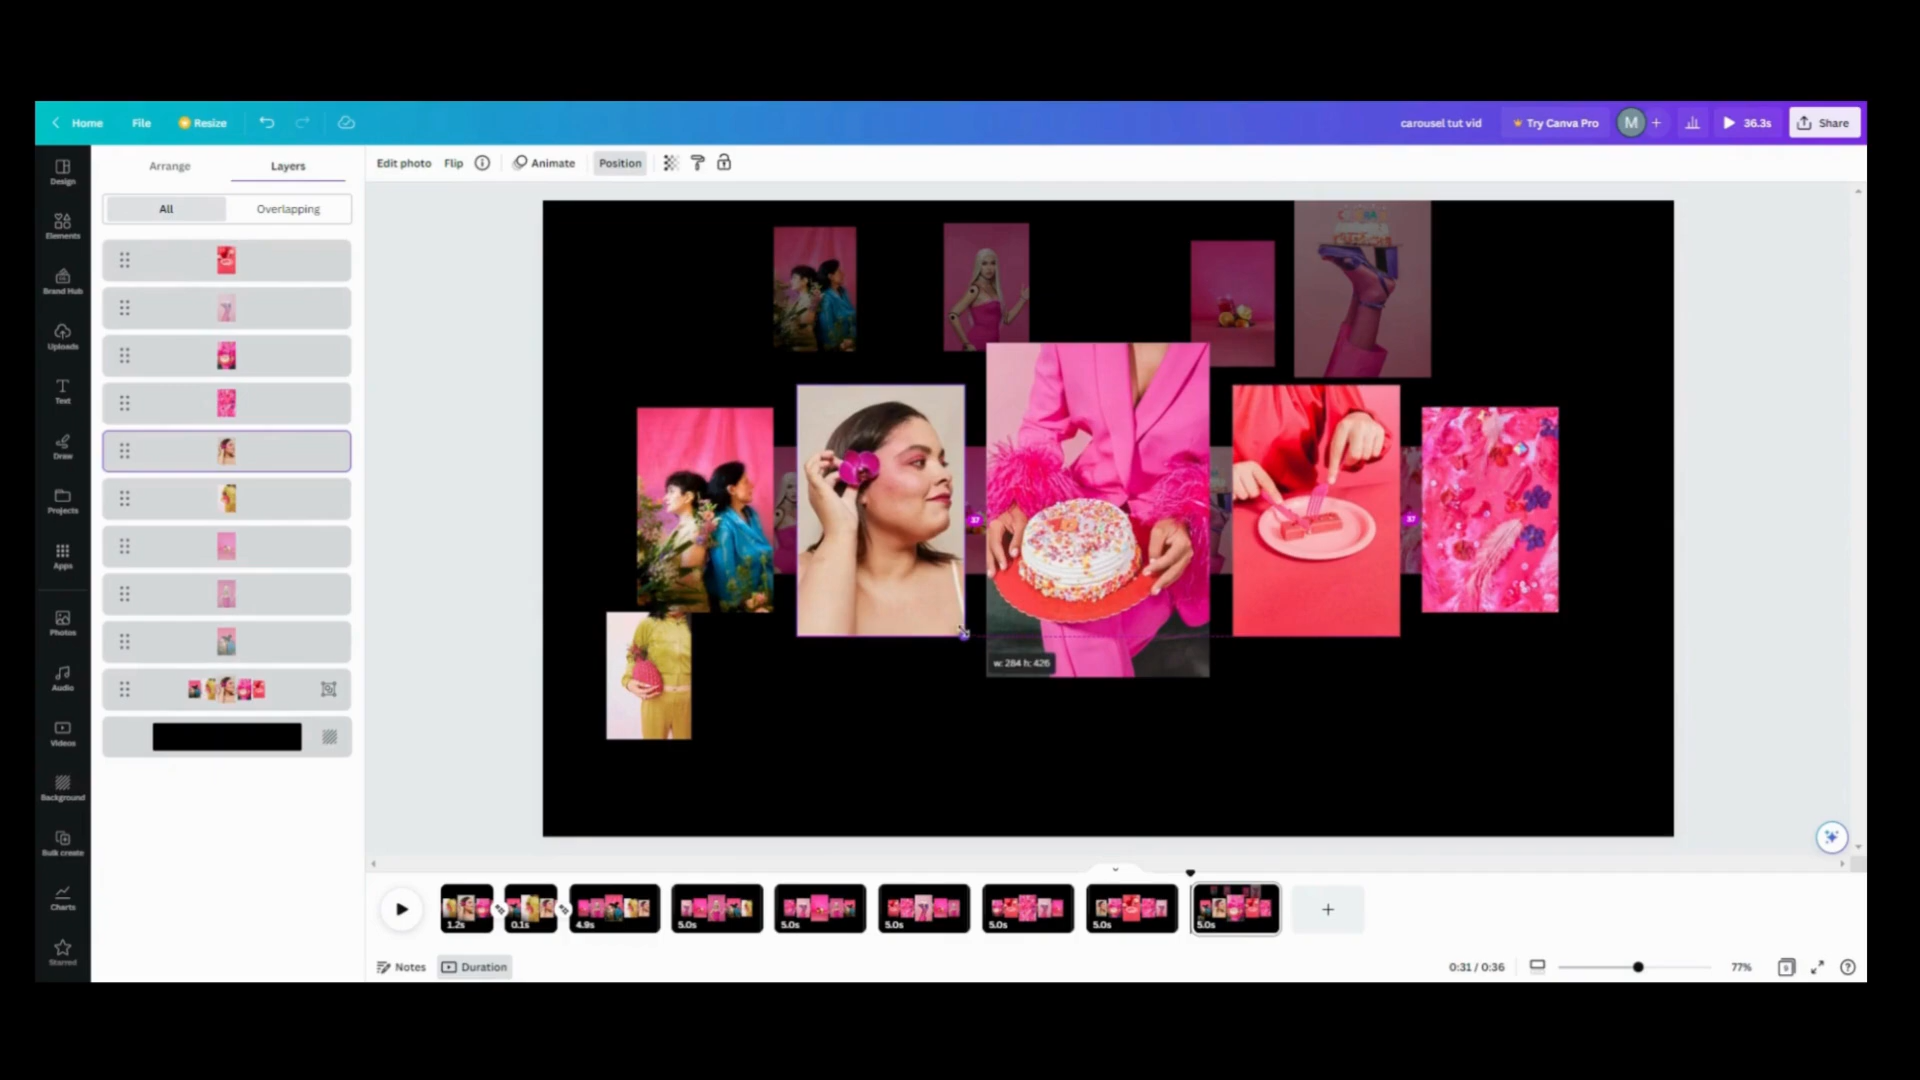 Home File Resize carousel tut vid Try Canva Pro M + 36.3s Share
Arrange Layers Edit photo Flip Animate Position
All Overlapping
Design
Elements
Brand Hub
Uploads
Text
Draw
Projects
Apps
Photos
Audio
Videos
Background
Bulk create
Charts
Starred
37 37
w: 284 h: 426
1.2s 0.1s 4.9s 5.0s 5.0s 5.0s 5.0s 5.0s 5.0s
Notes Duration 0:31 / 0:36 77% 9